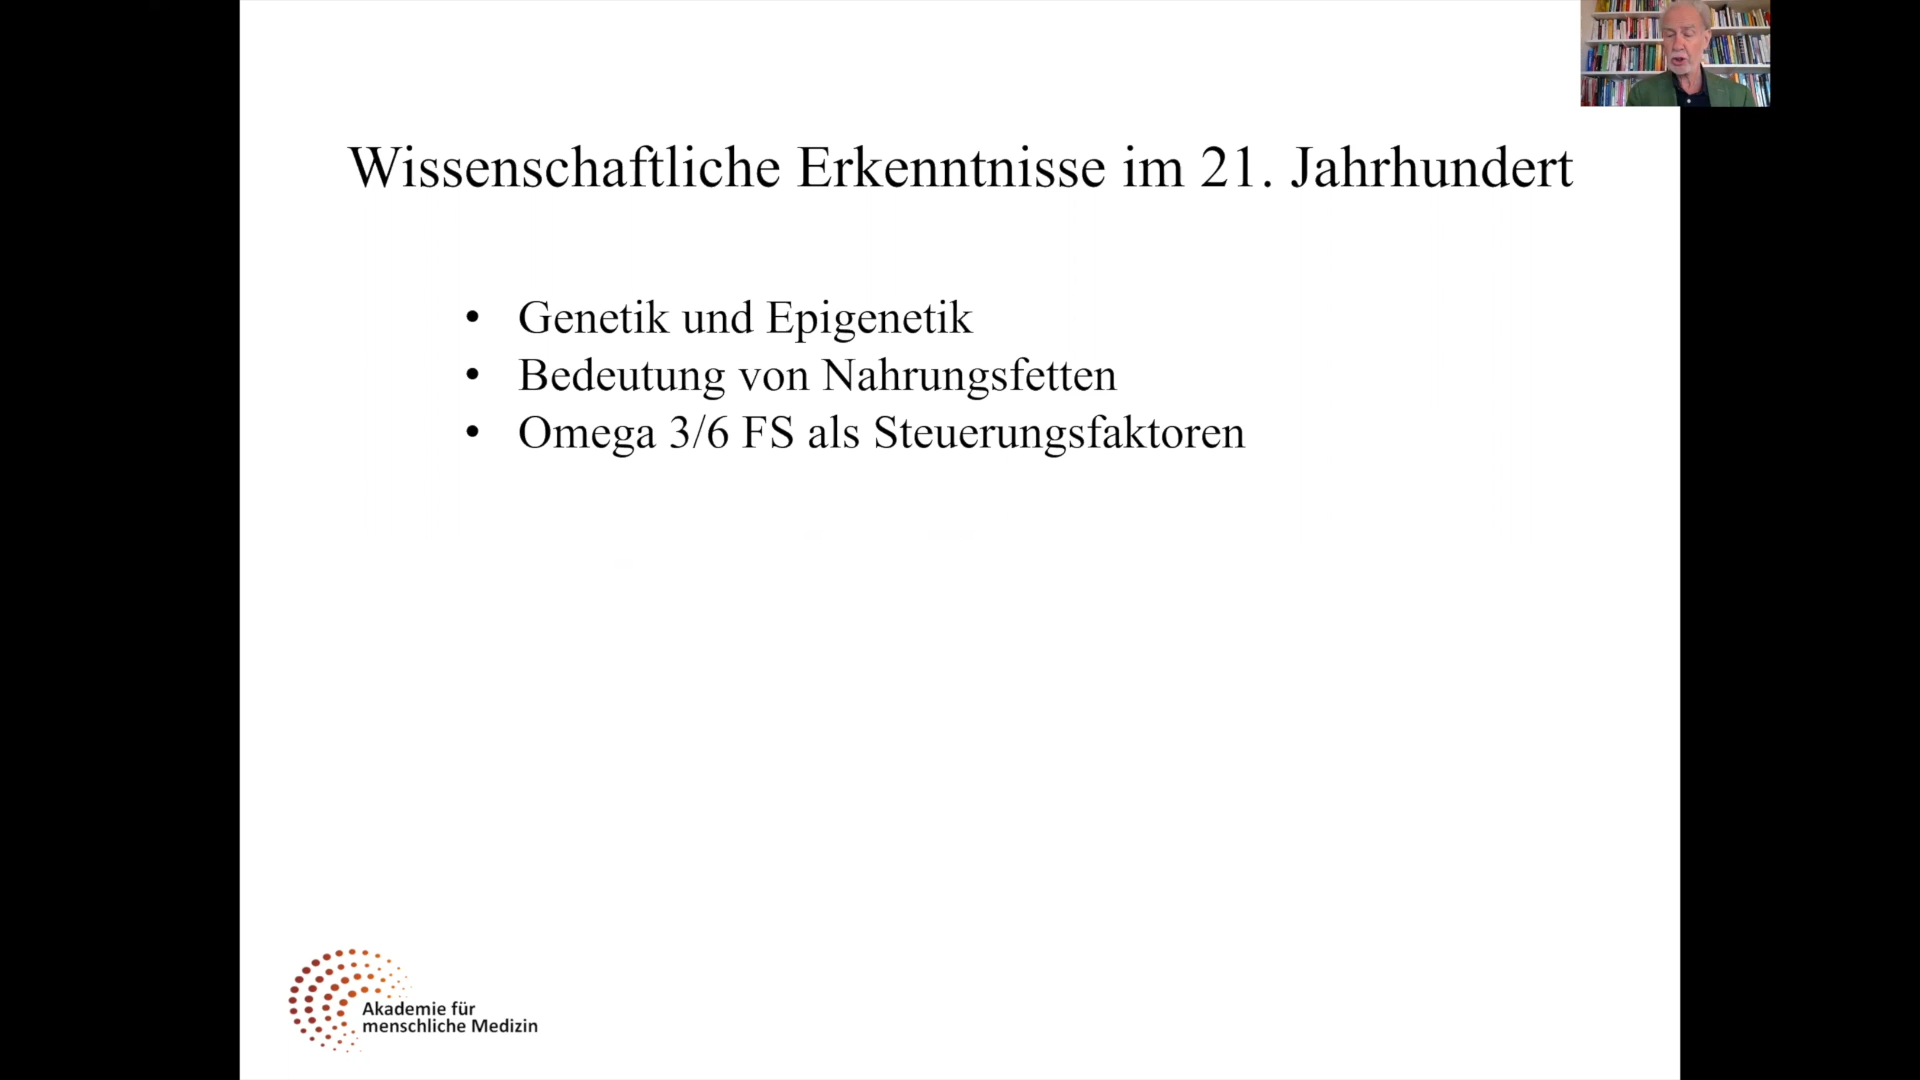 Wissenschaftliche Erkenntnisse im 21. Jahrhundert
• Genetik und Epigenetik
• Bedeutung von Nahrungsfetten
• Omega 3/6 FS als Steuerungsfaktoren
Akademie für
menschliche Medizin